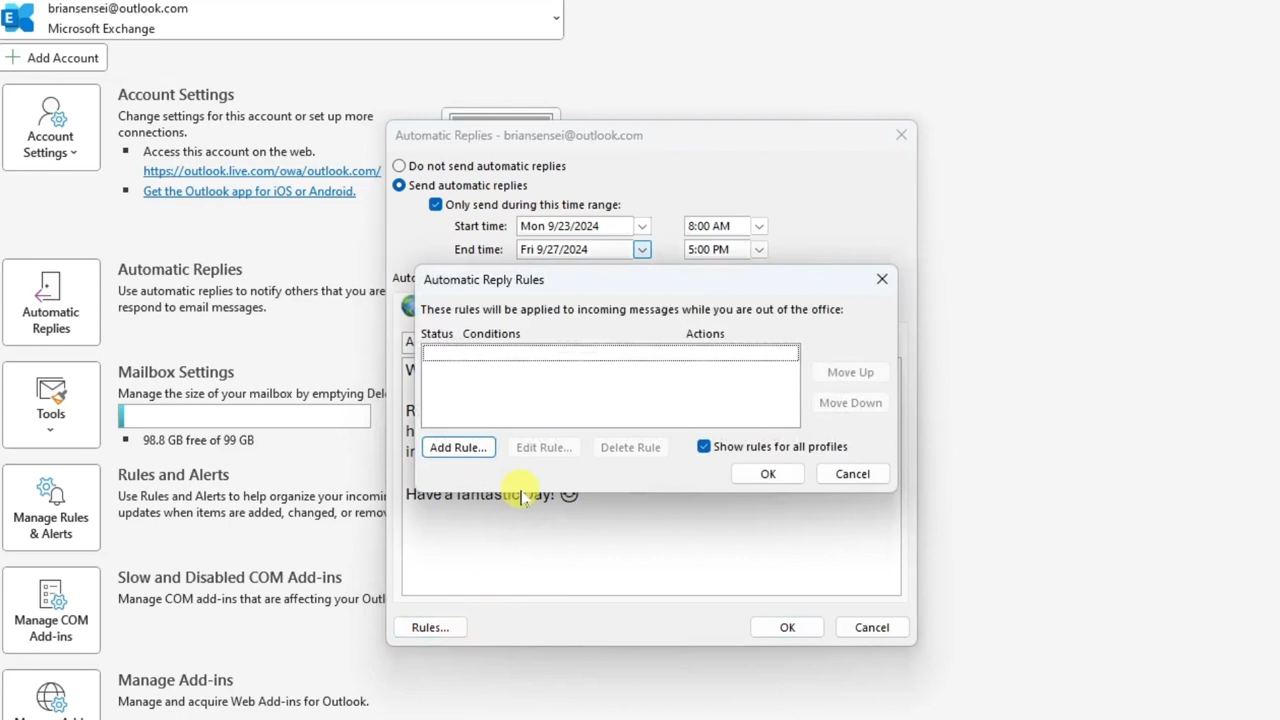 briansensei@outlook.com
Microsoft Exchange
Add Account
Account Settings
Account Settings
Change settings for this account or set up more
connections.
Access this account on the web.
https://outlook.live.com/owa/outlook.com/
Get the Outlook app for iOS or Android.
Automatic Replies
Automatic Replies
Use automatic replies to notify others that you are
respond to email messages.
Tools
Mailbox Settings
Manage the size of your mailbox by emptying Del
98.8 GB free of 99 GB
Manage Rules
& Alerts
Rules and Alerts
Use Rules and Alerts to help organize your incomin
updates when items are added, changed, or remov
Manage COM
Add-ins
Slow and Disabled COM Add-ins
Manage COM add-ins that are affecting your Outl
Manage Add-ins
Manage and acquire Web Add-ins for Outlook.
Automatic Replies - briansensei@outlook.com
Do not send automatic replies
Send automatic replies
Only send during this time range:
Start time: Mon 9/23/2024 8:00 AM
End time: Fri 9/27/2024 5:00 PM
Auto
A
W
R
h
i
Automatic Reply Rules
These rules will be applied to incoming messages while you are out of the office:
Status Conditions Actions
Move Up
Move Down
Add Rule... Edit Rule... Delete Rule Show rules for all profiles
OK Cancel
Have a fantastic day!
Rules... OK Cancel